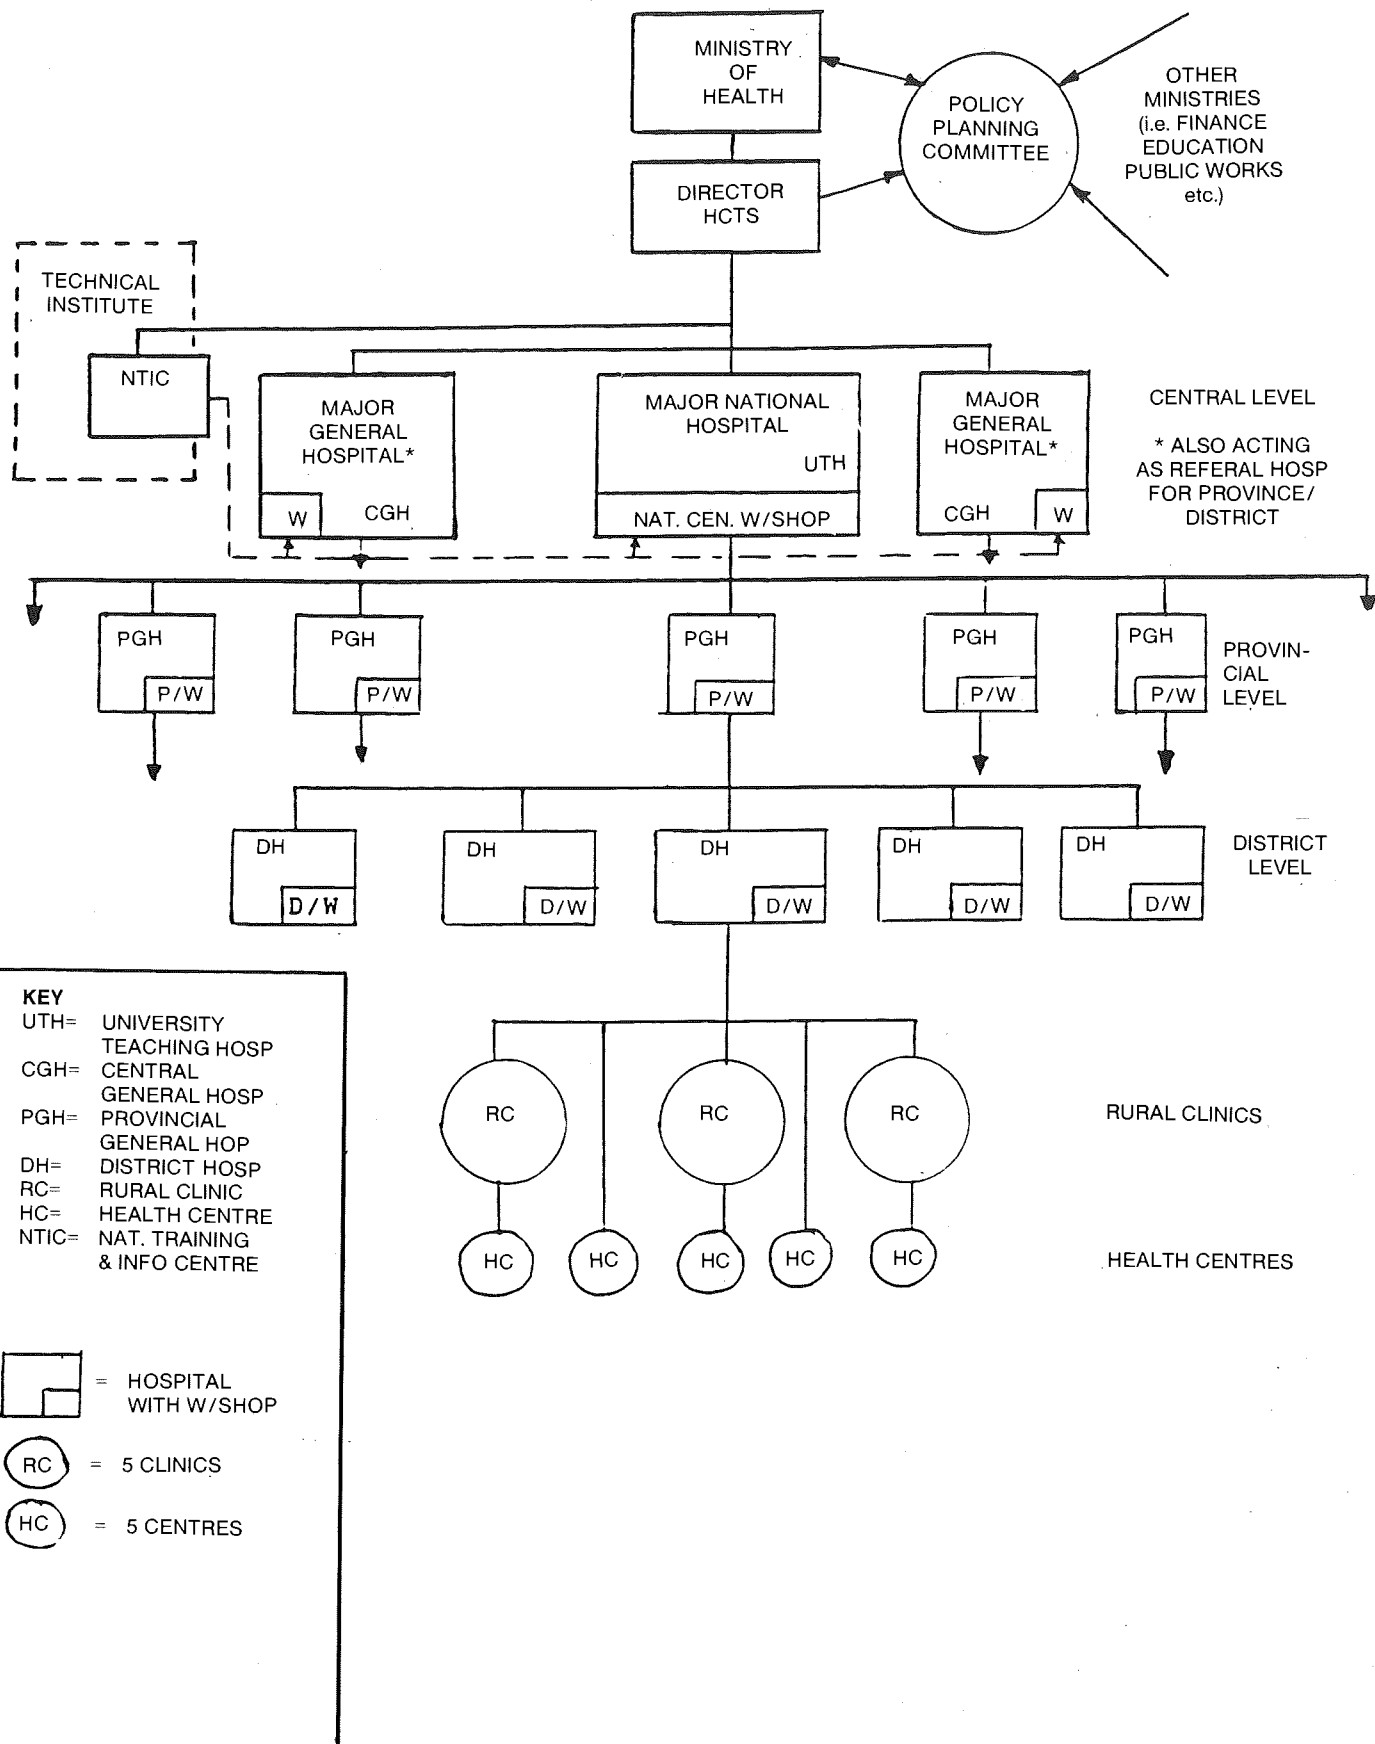 MINISTRY
OF
HEALTH
POLICY
PLANNING
COMMITTEE
OTHER
MINISTRIES
(i.e. FINANCE
EDUCATION
PUBLIC WORKS
etc.)
DIRECTOR
HCTS
TECHNICAL
INSTITUTE
NTIC
MAJOR
GENERAL
HOSPITAL*
W
CGH
MAJOR NATIONAL
HOSPITAL
UTH
NAT. CEN. W/SHOP
MAJOR
GENERAL
HOSPITAL*
CGH
W
CENTRAL LEVEL
* ALSO ACTING
AS REFERAL HOSP
FOR PROVINCE/
DISTRICT
PGH
P/W
PGH
P/W
PGH
P/W
PGH
P/W
PGH
P/W
PROVIN-
CIAL
LEVEL
DH
D/W
DH
D/W
DH
D/W
DH
D/W
DH
D/W
DISTRICT
LEVEL
RC
RC
RC
RURAL CLINICS
HC
HC
HC
HC
HC
HEALTH CENTRES
KEY
UTH= UNIVERSITY
TEACHING HOSP
CGH= CENTRAL
GENERAL HOSP
PGH= PROVINCIAL
GENERAL HOP
DH= DISTRICT HOSP
RC= RURAL CLINIC
HC= HEALTH CENTRE
NTIC= NAT. TRAINING
& INFO CENTRE
= HOSPITAL
WITH W/SHOP
RC = 5 CLINICS
HC = 5 CENTRES